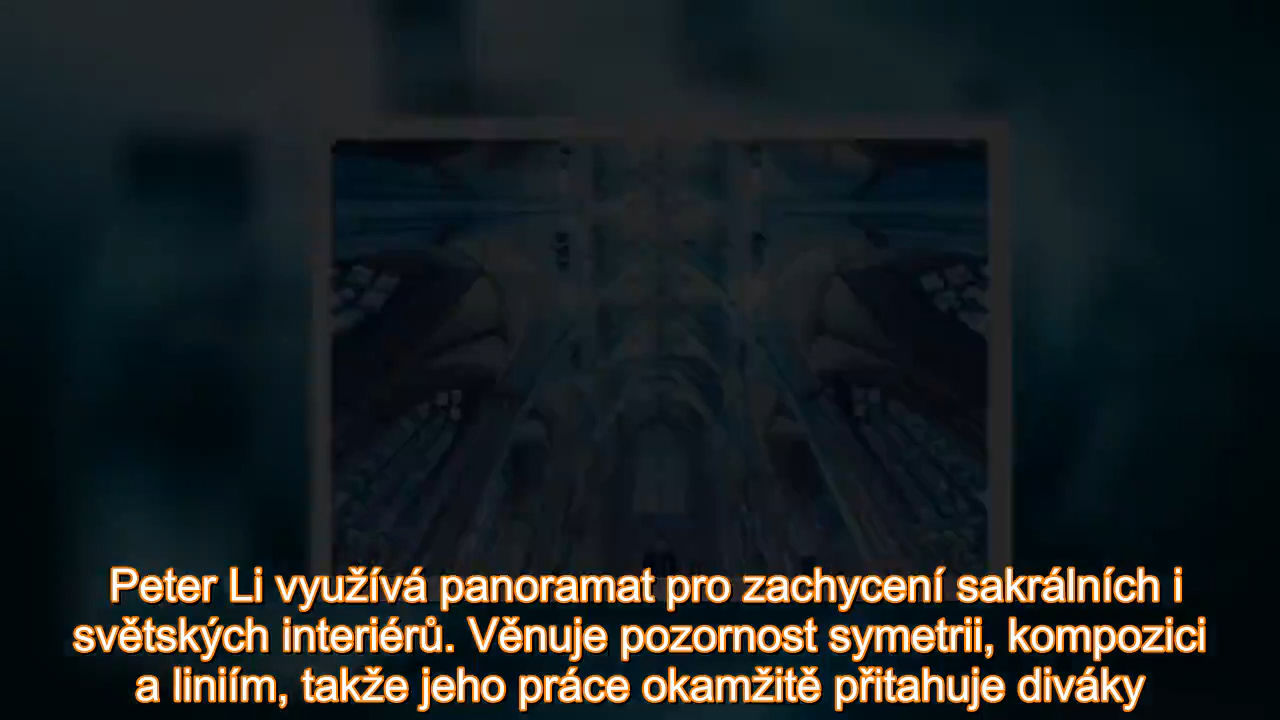 Peter Li využívá panoramat pro zachycení sakrálních i
světských interiérů. Věnuje pozornost symetrii, kompozici
a liniím, takže jeho práce okamžitě přitahuje diváky